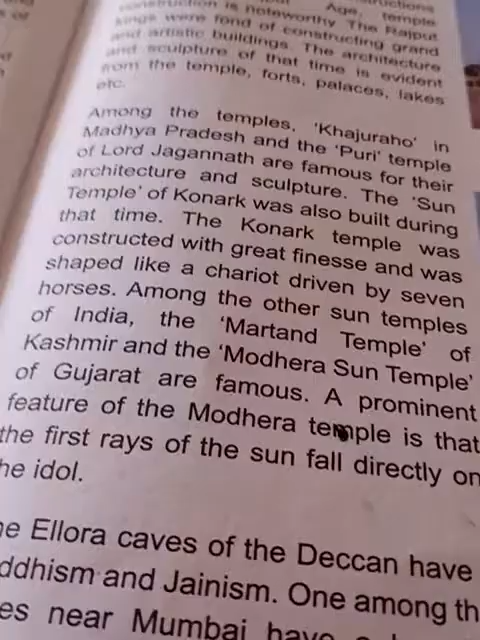 construction is noteworthy The Rajput
kings were fond of constructing grand
and artistic buildings. The architecture
and sculpture of that time is evident
from the temple, forts, palaces, lakes
etc.
Among the temples, ‘Khajuraho’ in
Madhya Pradesh and the ‘Puri’ temple
of Lord Jagannath are famous for their
architecture and sculpture. The ‘Sun
Temple’ of Konark was also built during
that time. The Konark temple was
constructed with great finesse and was
shaped like a chariot driven by seven
horses. Among the other sun temples
of India, the ‘Martand Temple’ of
Kashmir and the ‘Modhera Sun Temple’
of Gujarat are famous. A prominent
feature of the Modhera temple is that
the first rays of the sun fall directly on
he idol.
e Ellora caves of the Deccan have
ddhism and Jainism. One among th
es near Mumbai have